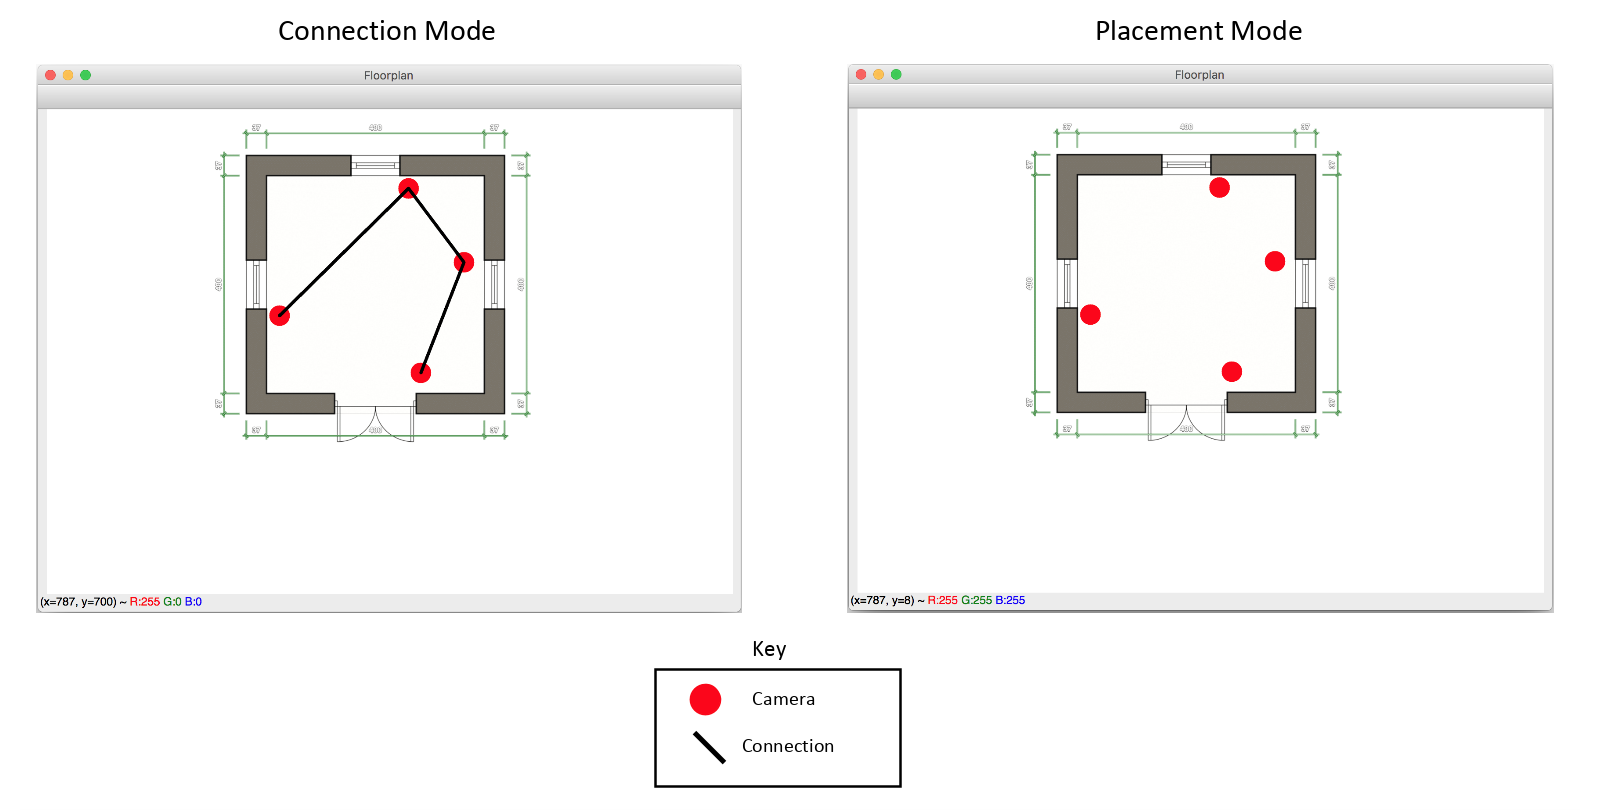 Connection Mode
Placement Mode
Floorplan
Floorplan
37 400 37
37 400 37
37 37
37 37
400 400
400 400
37 37
37 37
37 400 37
37 400 37
(x=787, y=700) ~ R:255 G:0 B:0
(x=787, y=8) ~ R:255 G:255 B:255
Key
Camera
Connection